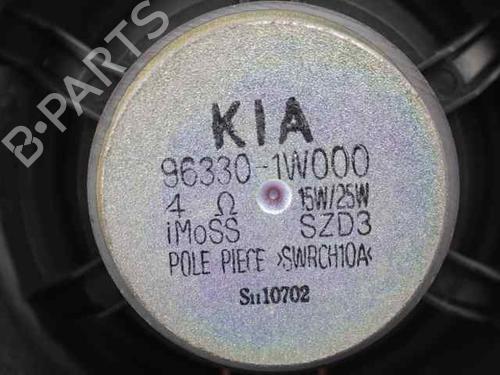 B-PARTS
KIA
96330-1W000
4 Ω 15W/25W
iMoSS SZD3
POLE PIECE >SWRCH10A<
S1110702